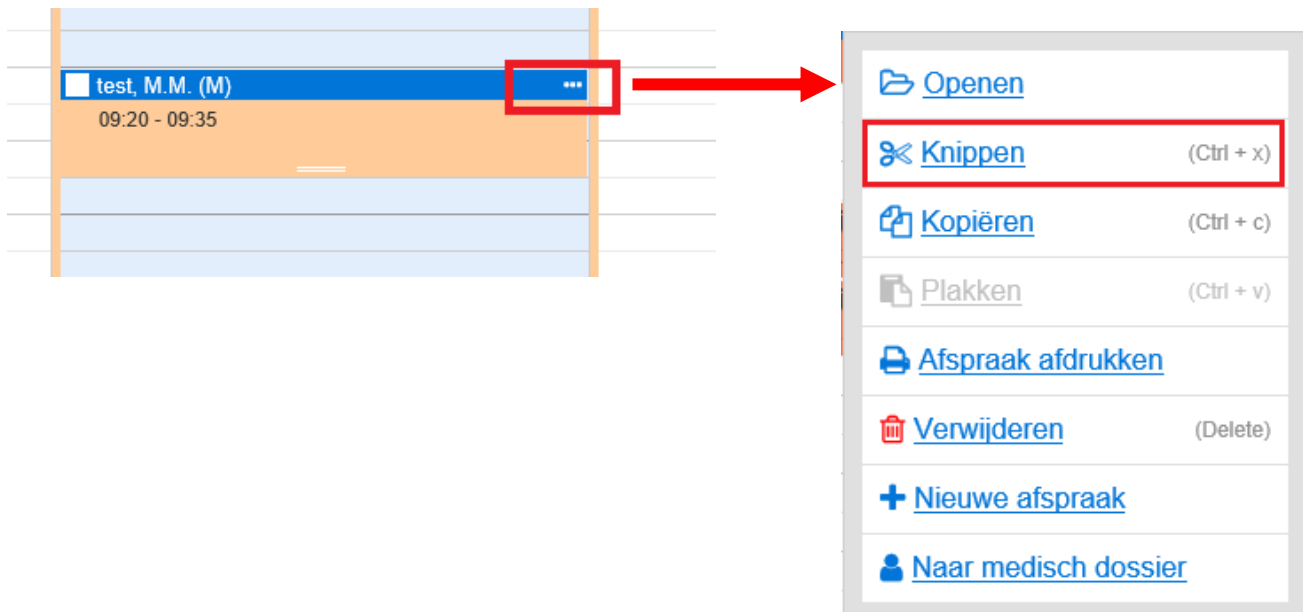 test, M.M. (M)
09:20 - 09:35
Openen
Knippen (Ctrl + x)
Kopiëren (Ctrl + c)
Plakken (Ctrl + v)
Afspraak afdrukken
Verwijderen (Delete)
Nieuwe afspraak
Naar medisch dossier